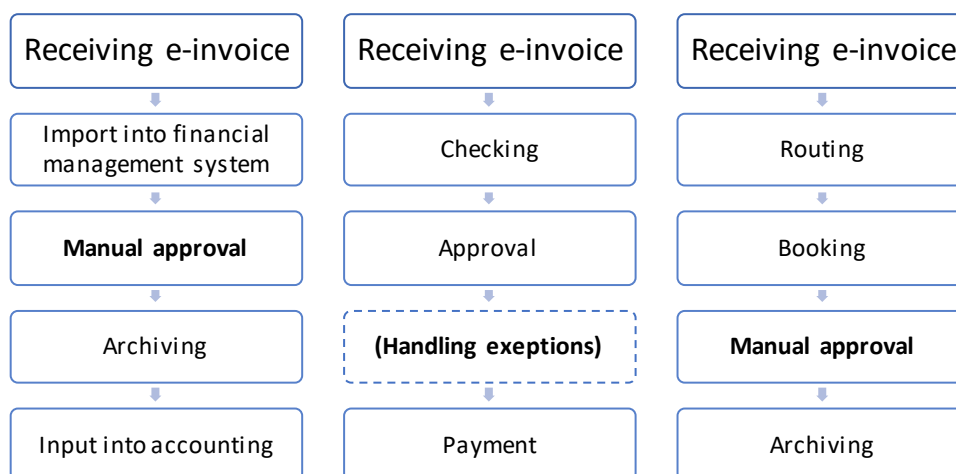 Receiving e-invoice
Import into financial
management system
Manual approval
Archiving
Input into accounting
Receiving e-invoice
Checking
Approval
(Handling exeptions)
Payment
Receiving e-invoice
Routing
Booking
Manual approval
Archiving